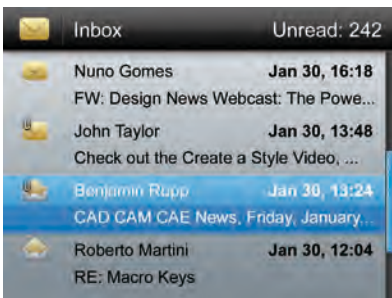 Inbox Unread: 242
Nuno Gomes Jan 30, 16:18
FW: Design News Webcast: The Powe...
John Taylor Jan 30, 13:48
Check out the Create a Style Video, ...
Benjamin Rupp Jan 30, 13:24
CAD CAM CAE News, Friday, January...
Roberto Martini Jan 30, 12:04
RE: Macro Keys